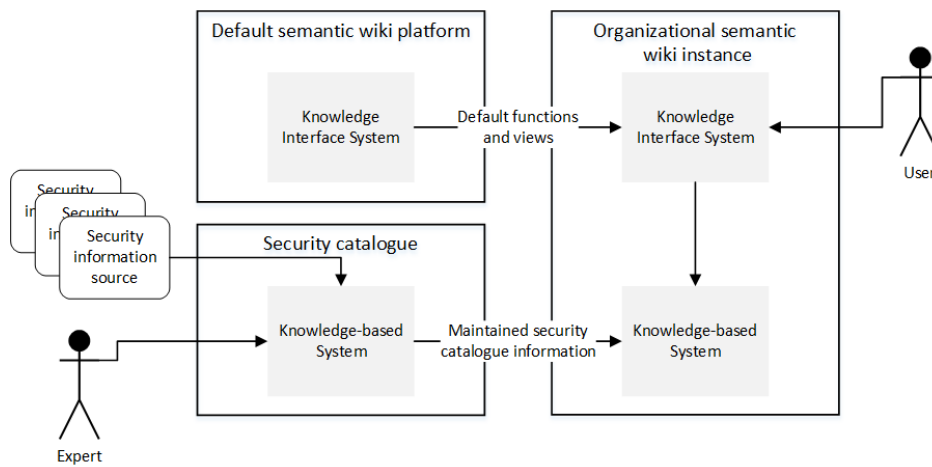 Default semantic wiki platform
Organizational semantic
wiki instance
Knowledge
Interface System
Default functions
and views
Knowledge
Interface System
User
Security
Security
Security
information
source
Security catalogue
Knowledge-based
System
Maintained security
catalogue information
Knowledge-based
System
Expert